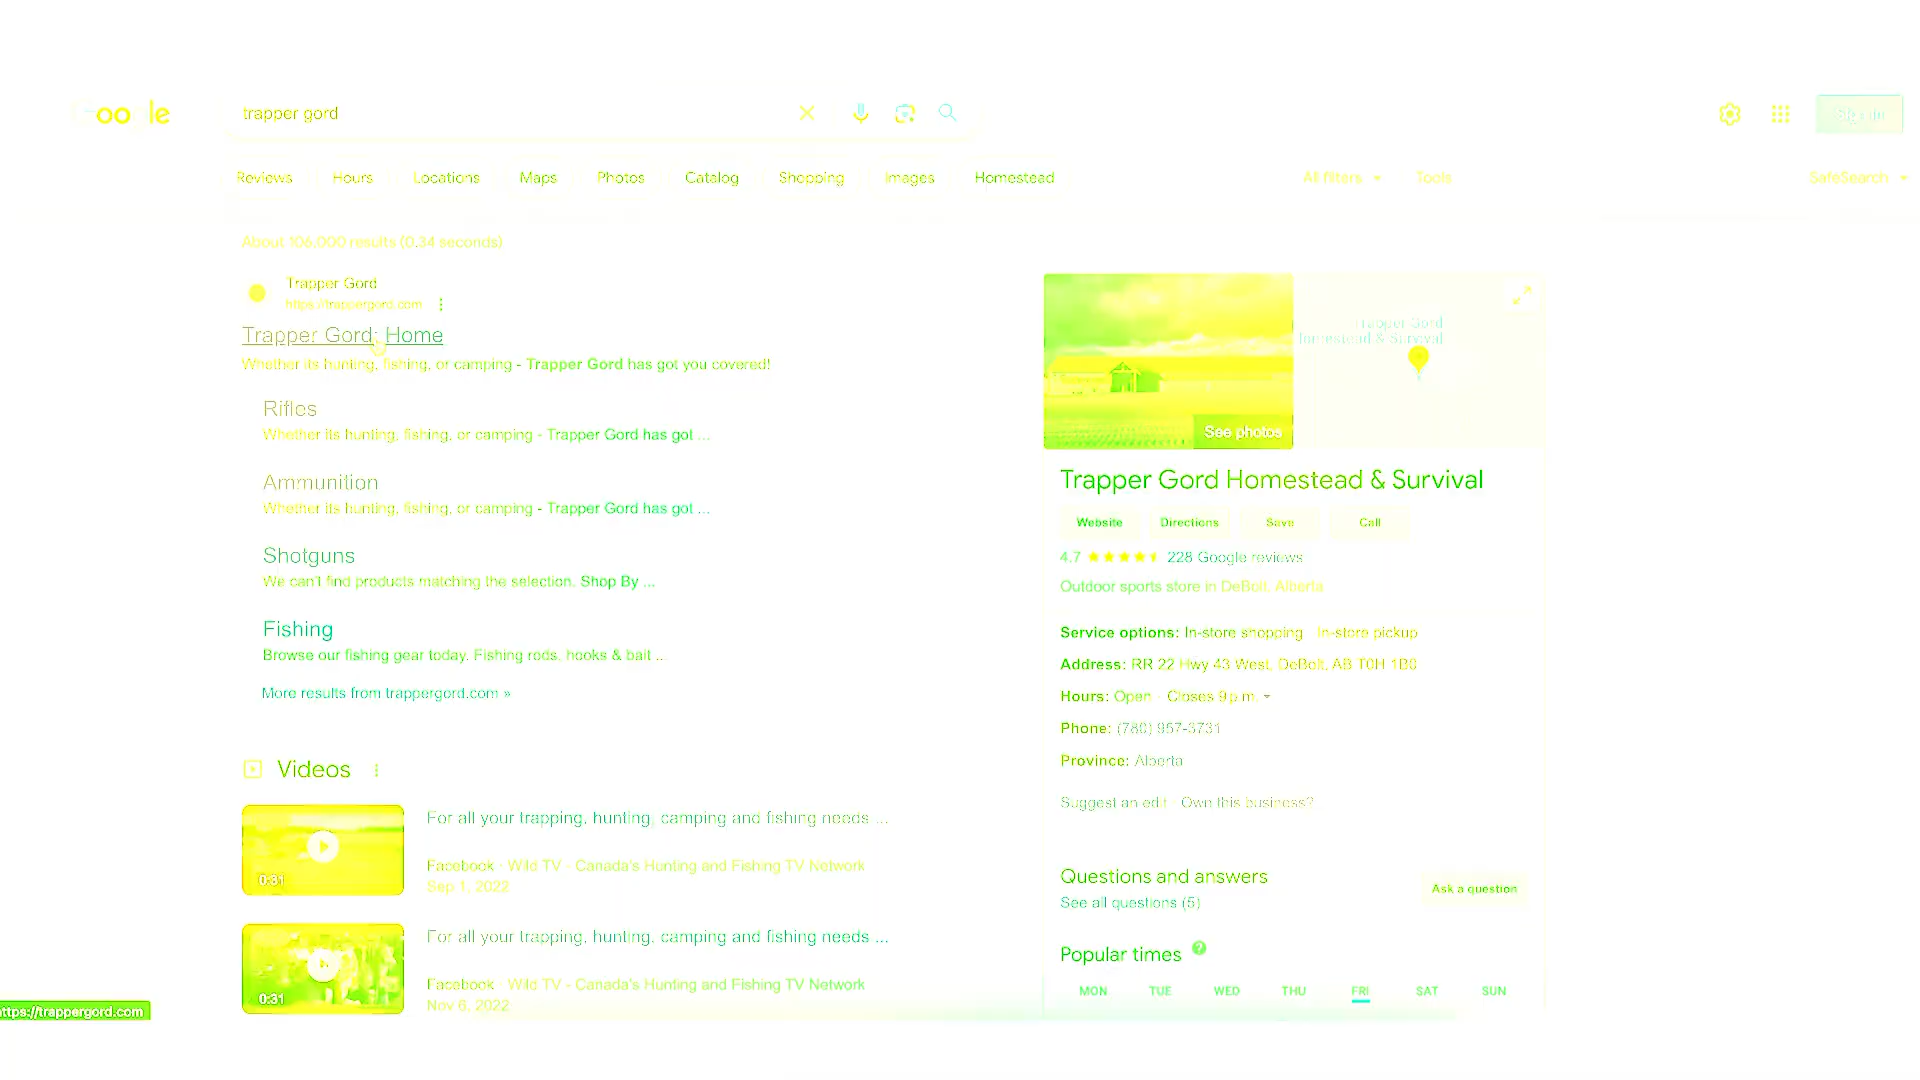 oo le
trapper gord
Sign in
Reviews
Hours
Locations
Maps
Photos
Catalog
Shopping
Images
Homestead
All filters
Tools
SafeSearch
About 106,000 results (0.34 seconds)
Trapper Gord
https://trappergord.com
Trapper Gord: Home
Whether its hunting, fishing, or camping - Trapper Gord has got you covered!
Rifles
Whether its hunting, fishing, or camping - Trapper Gord has got ...
Ammunition
Whether its hunting, fishing, or camping - Trapper Gord has got ...
Shotguns
We can't find products matching the selection. Shop By ...
Fishing
Browse our fishing gear today. Fishing rods, hooks & bait ...
More results from trappergord.com »
Videos
0:31
For all your trapping, hunting, camping and fishing needs ...
Facebook · Wild TV - Canada's Hunting and Fishing TV Network
Sep 1, 2022
0:31
For all your trapping, hunting, camping and fishing needs ...
Facebook · Wild TV - Canada's Hunting and Fishing TV Network
Nov 6, 2022
https://trappergord.com
See photos
Trapper Gord
Homestead & Survival
Trapper Gord Homestead & Survival
Website
Directions
Save
Call
4.7
228 Google reviews
Outdoor sports store in DeBolt, Alberta
Service options: In-store shopping · In-store pickup
Address: RR 22 Hwy 43 West, DeBolt, AB T0H 1B0
Hours: Open · Closes 9 p.m.
Phone: (780) 957-3731
Province: Alberta
Suggest an edit · Own this business?
Questions and answers
See all questions (5)
Ask a question
Popular times
MON TUE WED THU FRI SAT SUN